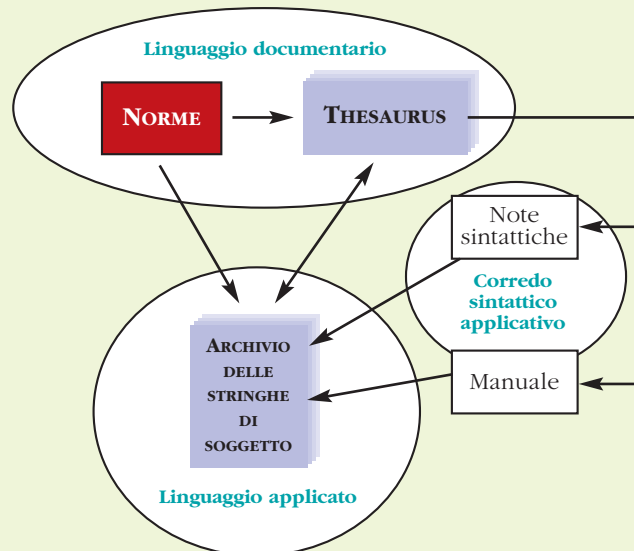 Linguaggio documentario
NORME
THESAURUS
Note
sintattiche
Corredo
sintattico
applicativo
Manuale
ARCHIVIO
DELLE
STRINGHE
DI
SOGGETTO
Linguaggio applicato